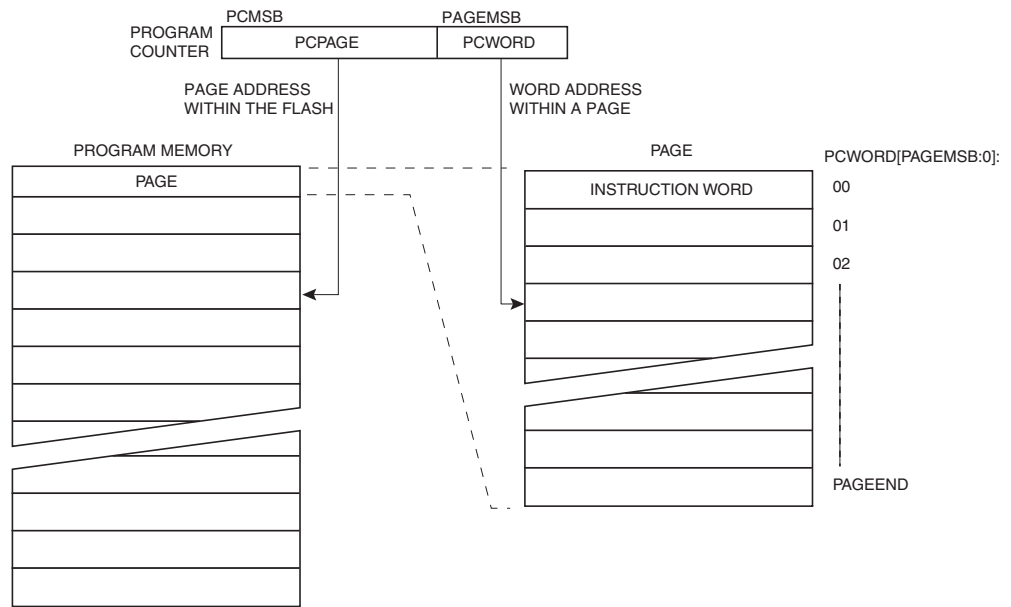 PCMSB
PAGEMSB
PROGRAM
COUNTER
PCPAGE
PCWORD
PAGE ADDRESS
WITHIN THE FLASH
WORD ADDRESS
WITHIN A PAGE
PROGRAM MEMORY
PAGE
PAGE
INSTRUCTION WORD
PCWORD[PAGEMSB:0]:
00
01
02
PAGEEND